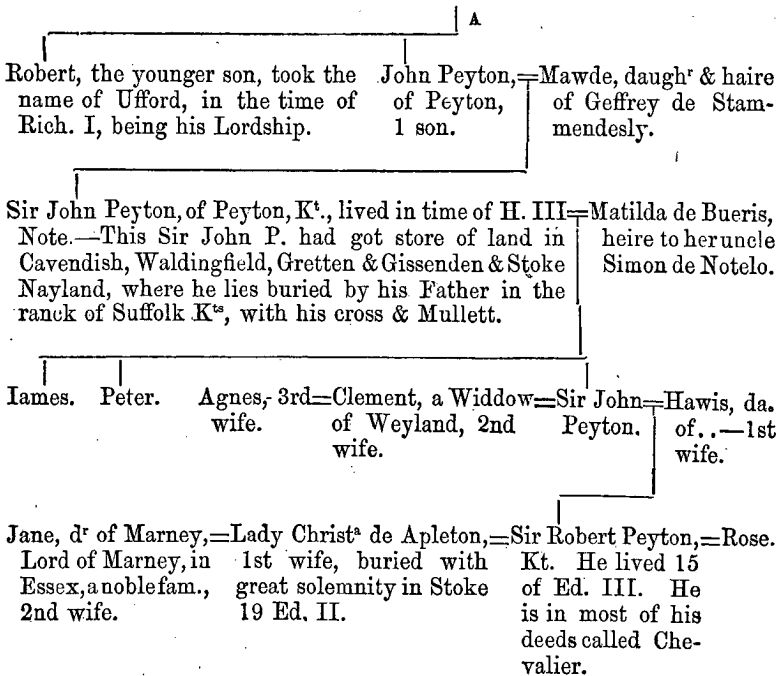 A
Robert, the younger son, took the
name of Ufford, in the time of
Rich. I, being his Lordship.
John Peyton,=Mawde, daughʳ & haire
of Peyton,
1 son.
of Geffrey de Stam-
mendesly.
Sir John Peyton, of Peyton, Kᵗ., lived in time of H. III=Matilda de Bueris,
Note.—This Sir John P. had got store of land in
Cavendish, Waldingfield, Gretten & Gissenden & Stoke
Nayland, where he lies buried by his Father in the
ranck of Suffolk Kᵗˢ, with his cross & Mullett.
heire to her uncle
Simon de Notelo.
Iames.
Peter.
Agnes,- 3rd=Clement, a Widdow=Sir John=Hawis, da.
wife.
of Weyland, 2nd
wife.
Peyton.
of..—1st
wife.
Jane, dʳ of Marney,=Lady Christᵃ de Apleton,=Sir Robert Peyton,=Rose.
Lord of Marney, in
Essex, a noble fam.,
2nd wife.
1st wife, buried with
great solemnity in Stoke
19 Ed. II.
Kt. He lived 15
of Ed. III. He
is in most of his
deeds called Che-
valier.